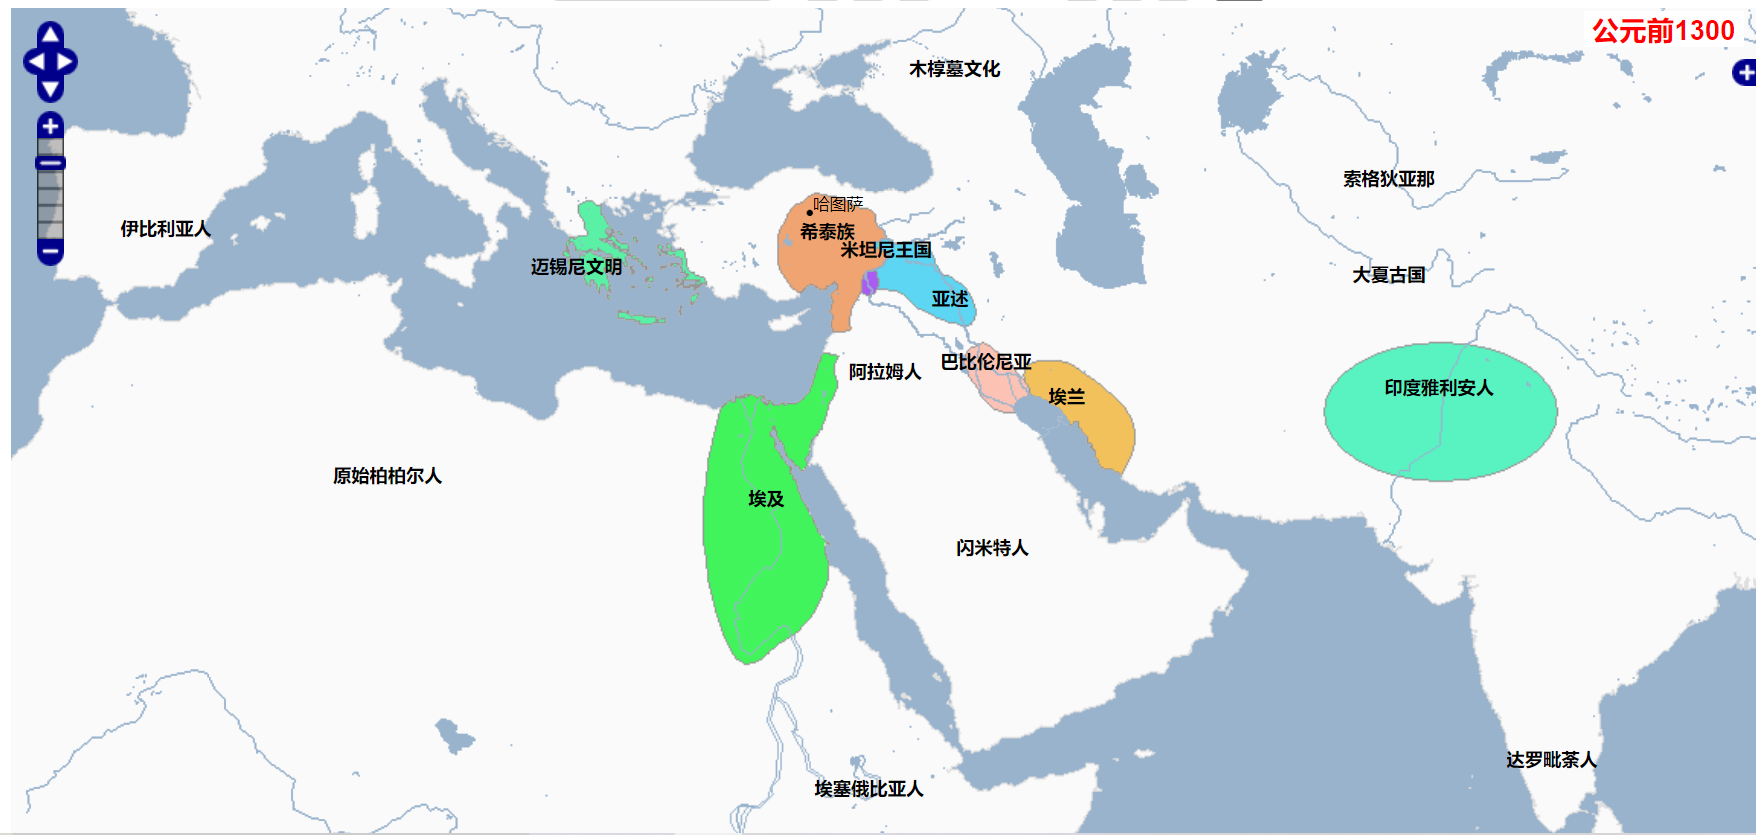 公元前1300
木椁墓文化
索格狄亚那
哈图萨
伊比利亚人
希泰族
米坦尼王国
迈锡尼文明
大夏古国
亚述
巴比伦尼亚
阿拉姆人
印度雅利安人
埃兰
原始柏柏尔人
埃及
闪米特人
达罗毗荼人
埃塞俄比亚人